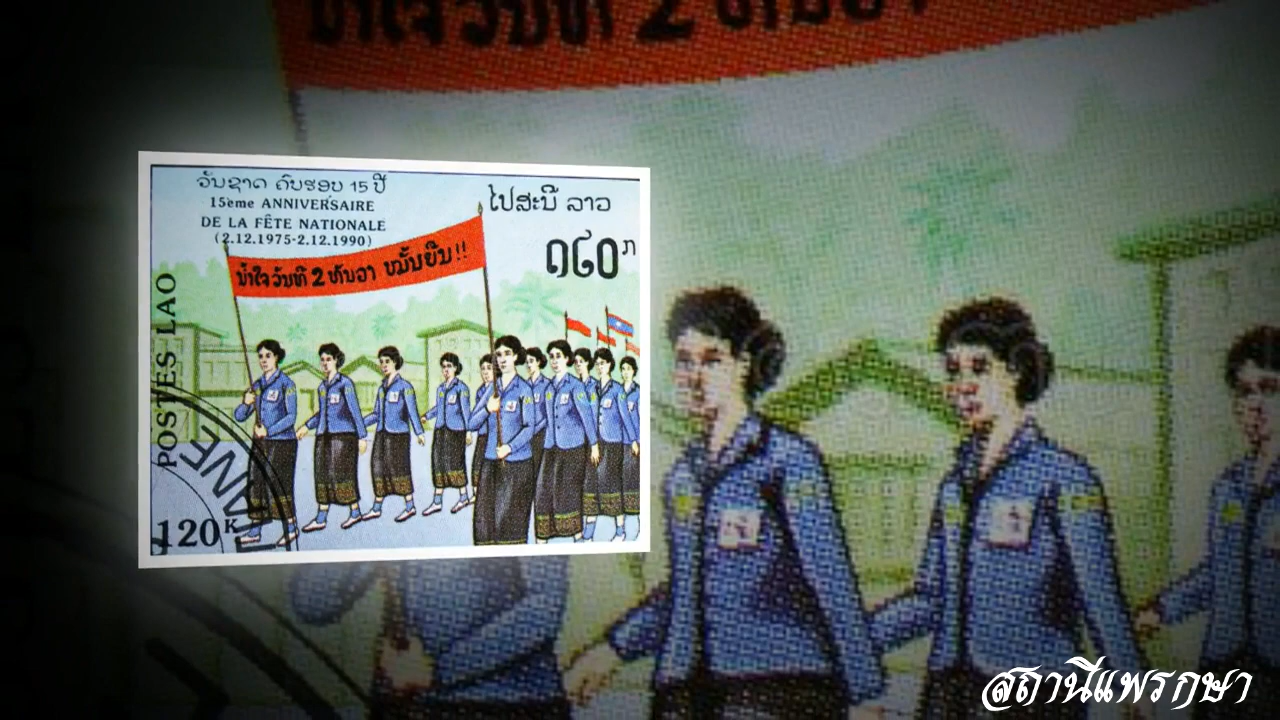 ວັນຊາດ ຄົບຮອບ 15 ປີ
15ème ANNIVERSAIRE
DE LA FÊTE NATIONALE
(2.12.1975-2.12.1990)
ໄປສະນີ ລາວ
໑໒໐ກ
ນ້ຳໃຈວັນທີ 2 ທັນວາ ໝັ້ນຍືນ!!
POSTES LAO
120K
สถานีแพรกษา